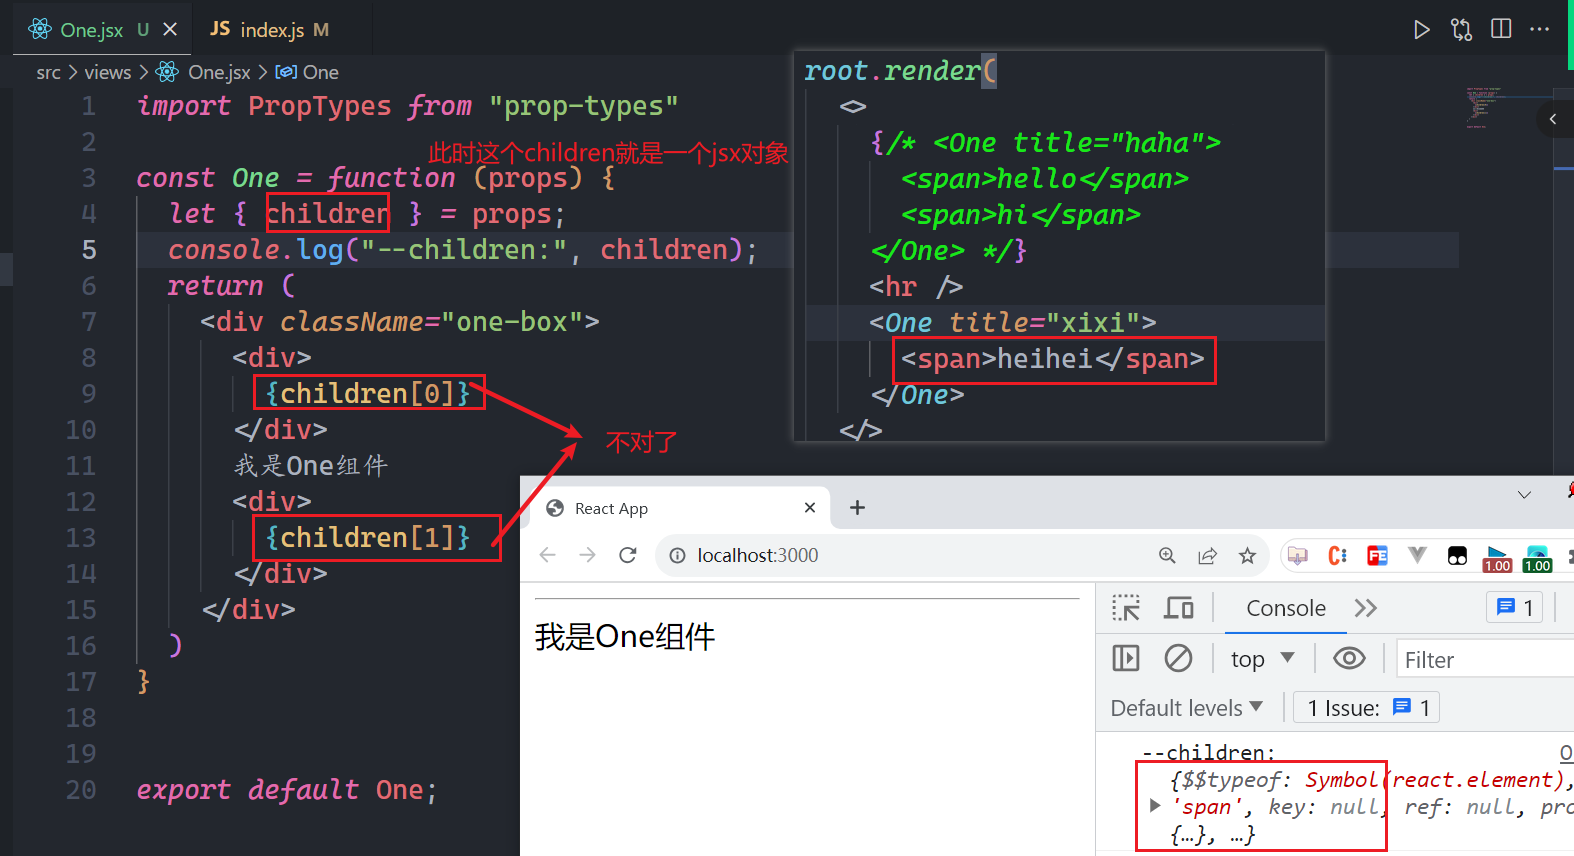 One.jsx U
JS index.js M
src > views > One.jsx > One
1 import PropTypes from "prop-types"
2
此时这个children就是一个jsx对象
3 const One = function (props) {
4 let { children } = props;
5 console.log("--children:", children);
6 return (
7 <div className="one-box">
8 <div>
9 {children[0]}
10 </div>
11 我是One组件
12 <div>
13 {children[1]}
14 </div>
15 </div>
16 )
17 }
18
19
20 export default One;
不对了
root.render(
<>
{/* <One title="haha">
<span>hello</span>
<span>hi</span>
</One> */}
<hr />
<One title="xixi">
<span>heihei</span>
</One>
</>
React App
localhost:3000
1.00
1.00
我是One组件
Console
1
top
Filter
Default levels
1 Issue: 1
--children:
{$$typeof: Symbol(react.element),
'span', key: null, ref: null, pro
{…}, …}